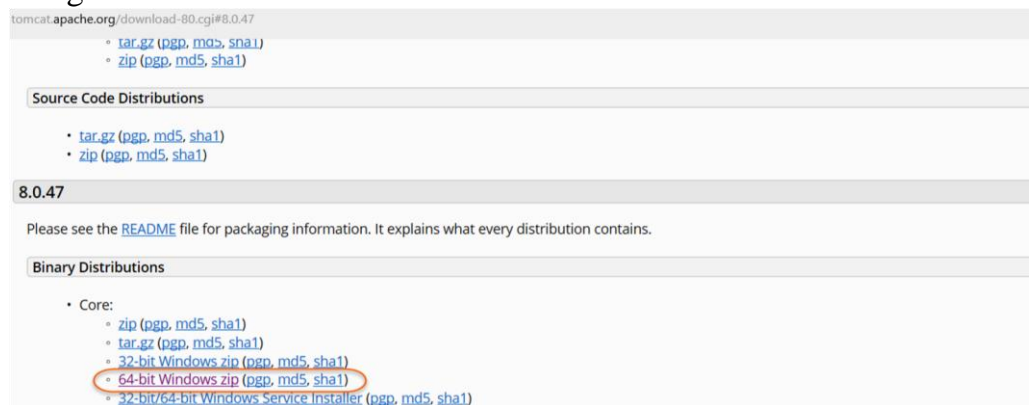 tomcat.apache.org/download-80.cgi#8.0.47
◦ tar.gz (pgp, md5, sha1)
◦ zip (pgp, md5, sha1)
Source Code Distributions
• tar.gz (pgp, md5, sha1)
• zip (pgp, md5, sha1)
8.0.47
Please see the README file for packaging information. It explains what every distribution contains.
Binary Distributions
• Core:
◦ zip (pgp, md5, sha1)
◦ tar.gz (pgp, md5, sha1)
◦ 32-bit Windows zip (pgp, md5, sha1)
◦ 64-bit Windows zip (pgp, md5, sha1)
◦ 32-bit/64-bit Windows Service Installer (pgp, md5, sha1)